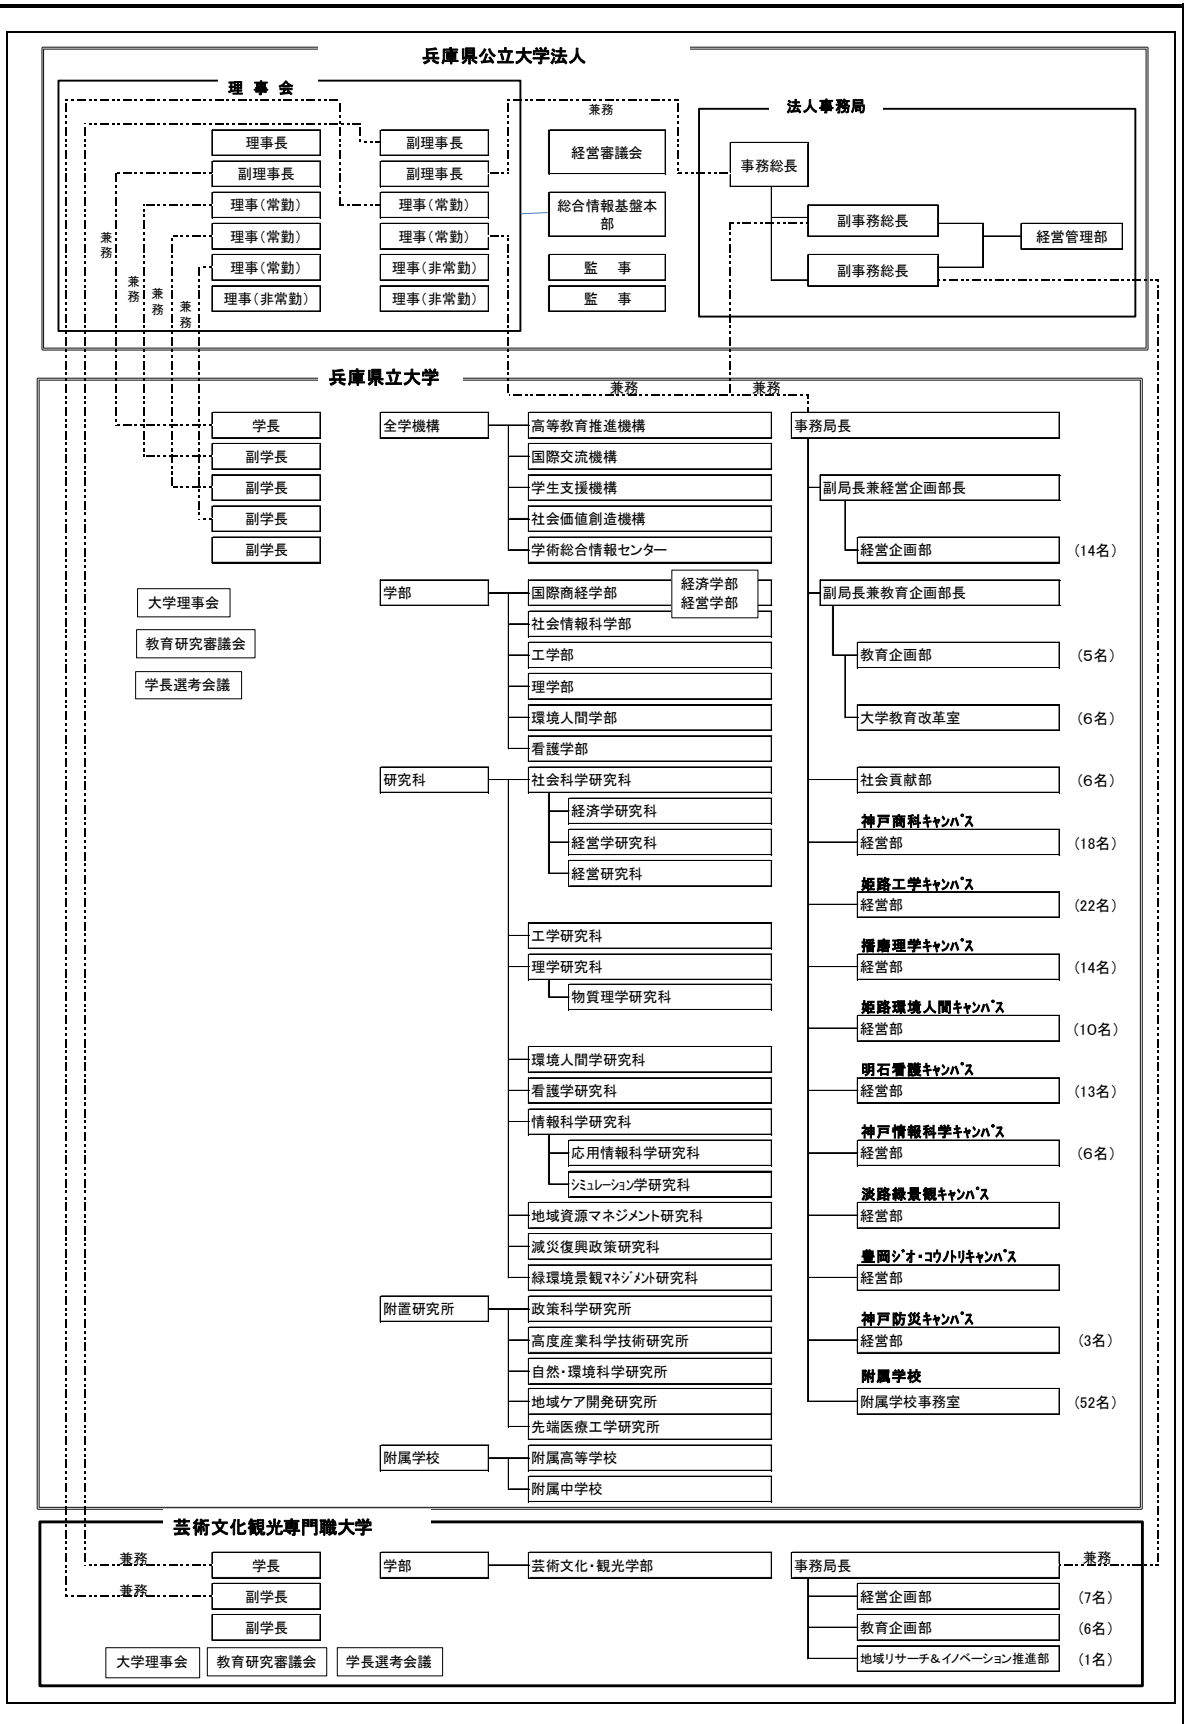 兵庫県公立大学法人
理 事 会
兼務
法人事務局
理事長
副理事長
経営審議会
事務総長
副理事長
副理事長
理事(常勤)
理事(常勤)
総合情報基盤本
部
副事務総長
兼
務
理事(常勤)
理事(常勤)
経営管理部
理事(常勤)
理事(非常勤)
監 事
副事務総長
兼
務
兼
務
兼
務
理事(非常勤)
理事(非常勤)
監 事
兵庫県立大学
兼務
兼務
学長
全学機構
高等教育推進機構
事務局長
副学長
国際交流機構
副学長
学生支援機構
副局長兼経営企画部長
副学長
社会価値創造機構
副学長
学術総合情報センター
経営企画部
(14名)
学部
国際商経学部
経済学部
経営学部
副局長兼教育企画部長
大学理事会
社会情報科学部
教育研究審議会
工学部
教育企画部
(5名)
学長選考会議
理学部
環境人間学部
大学教育改革室
(6名)
看護学部
研究科
社会科学研究科
社会貢献部
(6名)
経済学研究科
神戸商科キャンパス
経営学研究科
経営部
(18名)
経営研究科
姫路工学キャンパス
経営部
(22名)
工学研究科
播磨理学キャンパス
理学研究科
経営部
(14名)
物質理学研究科
姫路環境人間キャンパス
経営部
(10名)
環境人間学研究科
明石看護キャンパス
看護学研究科
経営部
(13名)
情報科学研究科
神戸情報科学キャンパス
応用情報科学研究科
経営部
(6名)
シミュレーション学研究科
淡路緑景観キャンパス
地域資源マネジメント研究科
経営部
減災復興政策研究科
豊岡ジオ・コウノトリキャンパス
緑環境景観マネジメント研究科
経営部
附置研究所
政策科学研究所
神戸防災キャンパス
高度産業科学技術研究所
経営部
(3名)
自然・環境科学研究所
附属学校
地域ケア開発研究所
附属学校事務室
(52名)
先端医療工学研究所
附属学校
附属高等学校
附属中学校
芸術文化観光専門職大学
兼務
学長
学部
芸術文化・観光学部
事務局長
兼務
兼務
副学長
経営企画部
(7名)
副学長
教育企画部
(6名)
大学理事会
教育研究審議会
学長選考会議
地域リサーチ&イノベーション推進部
(1名)